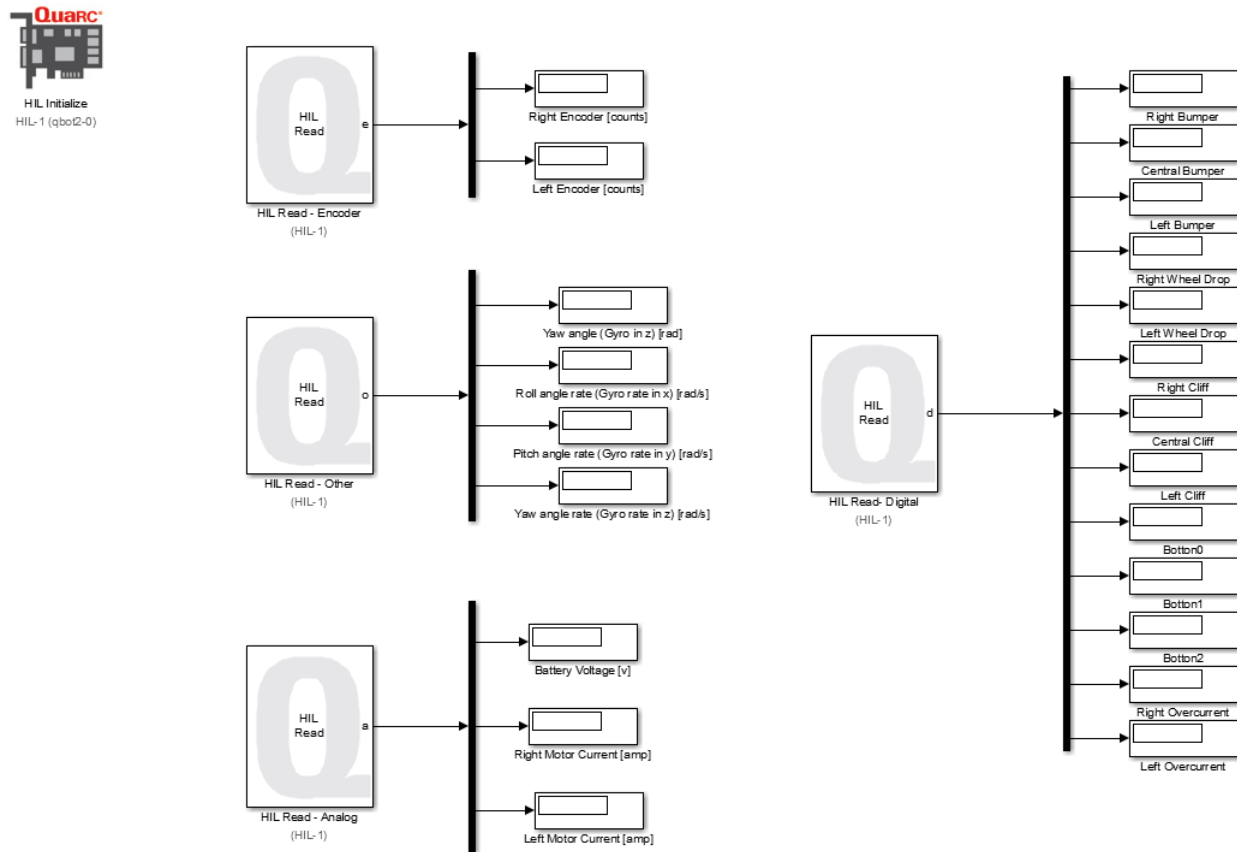 QUARC®
HIL Initialize
HIL-1 (qbot2-0)
HIL
Read
e
HIL Read - Encoder
(HIL-1)
Right Encoder [counts]
Left Encoder [counts]
HIL
Read
o
HIL Read - Other
(HIL-1)
Yaw angle (Gyro in z) [rad]
Roll angle rate (Gyro rate in x) [rad/s]
Pitch angle rate (Gyro rate in y) [rad/s]
Yaw angle rate (Gyro rate in z) [rad/s]
HIL
Read
a
HIL Read - Analog
(HIL-1)
Battery Voltage [v]
Right Motor Current [amp]
Left Motor Current [amp]
HIL
Read
d
HIL Read- Digital
(HIL-1)
Right Bumper
Central Bumper
Left Bumper
Right Wheel Drop
Left Wheel Drop
Right Cliff
Central Cliff
Left Cliff
Botton0
Botton1
Botton2
Right Overcurrent
Left Overcurrent